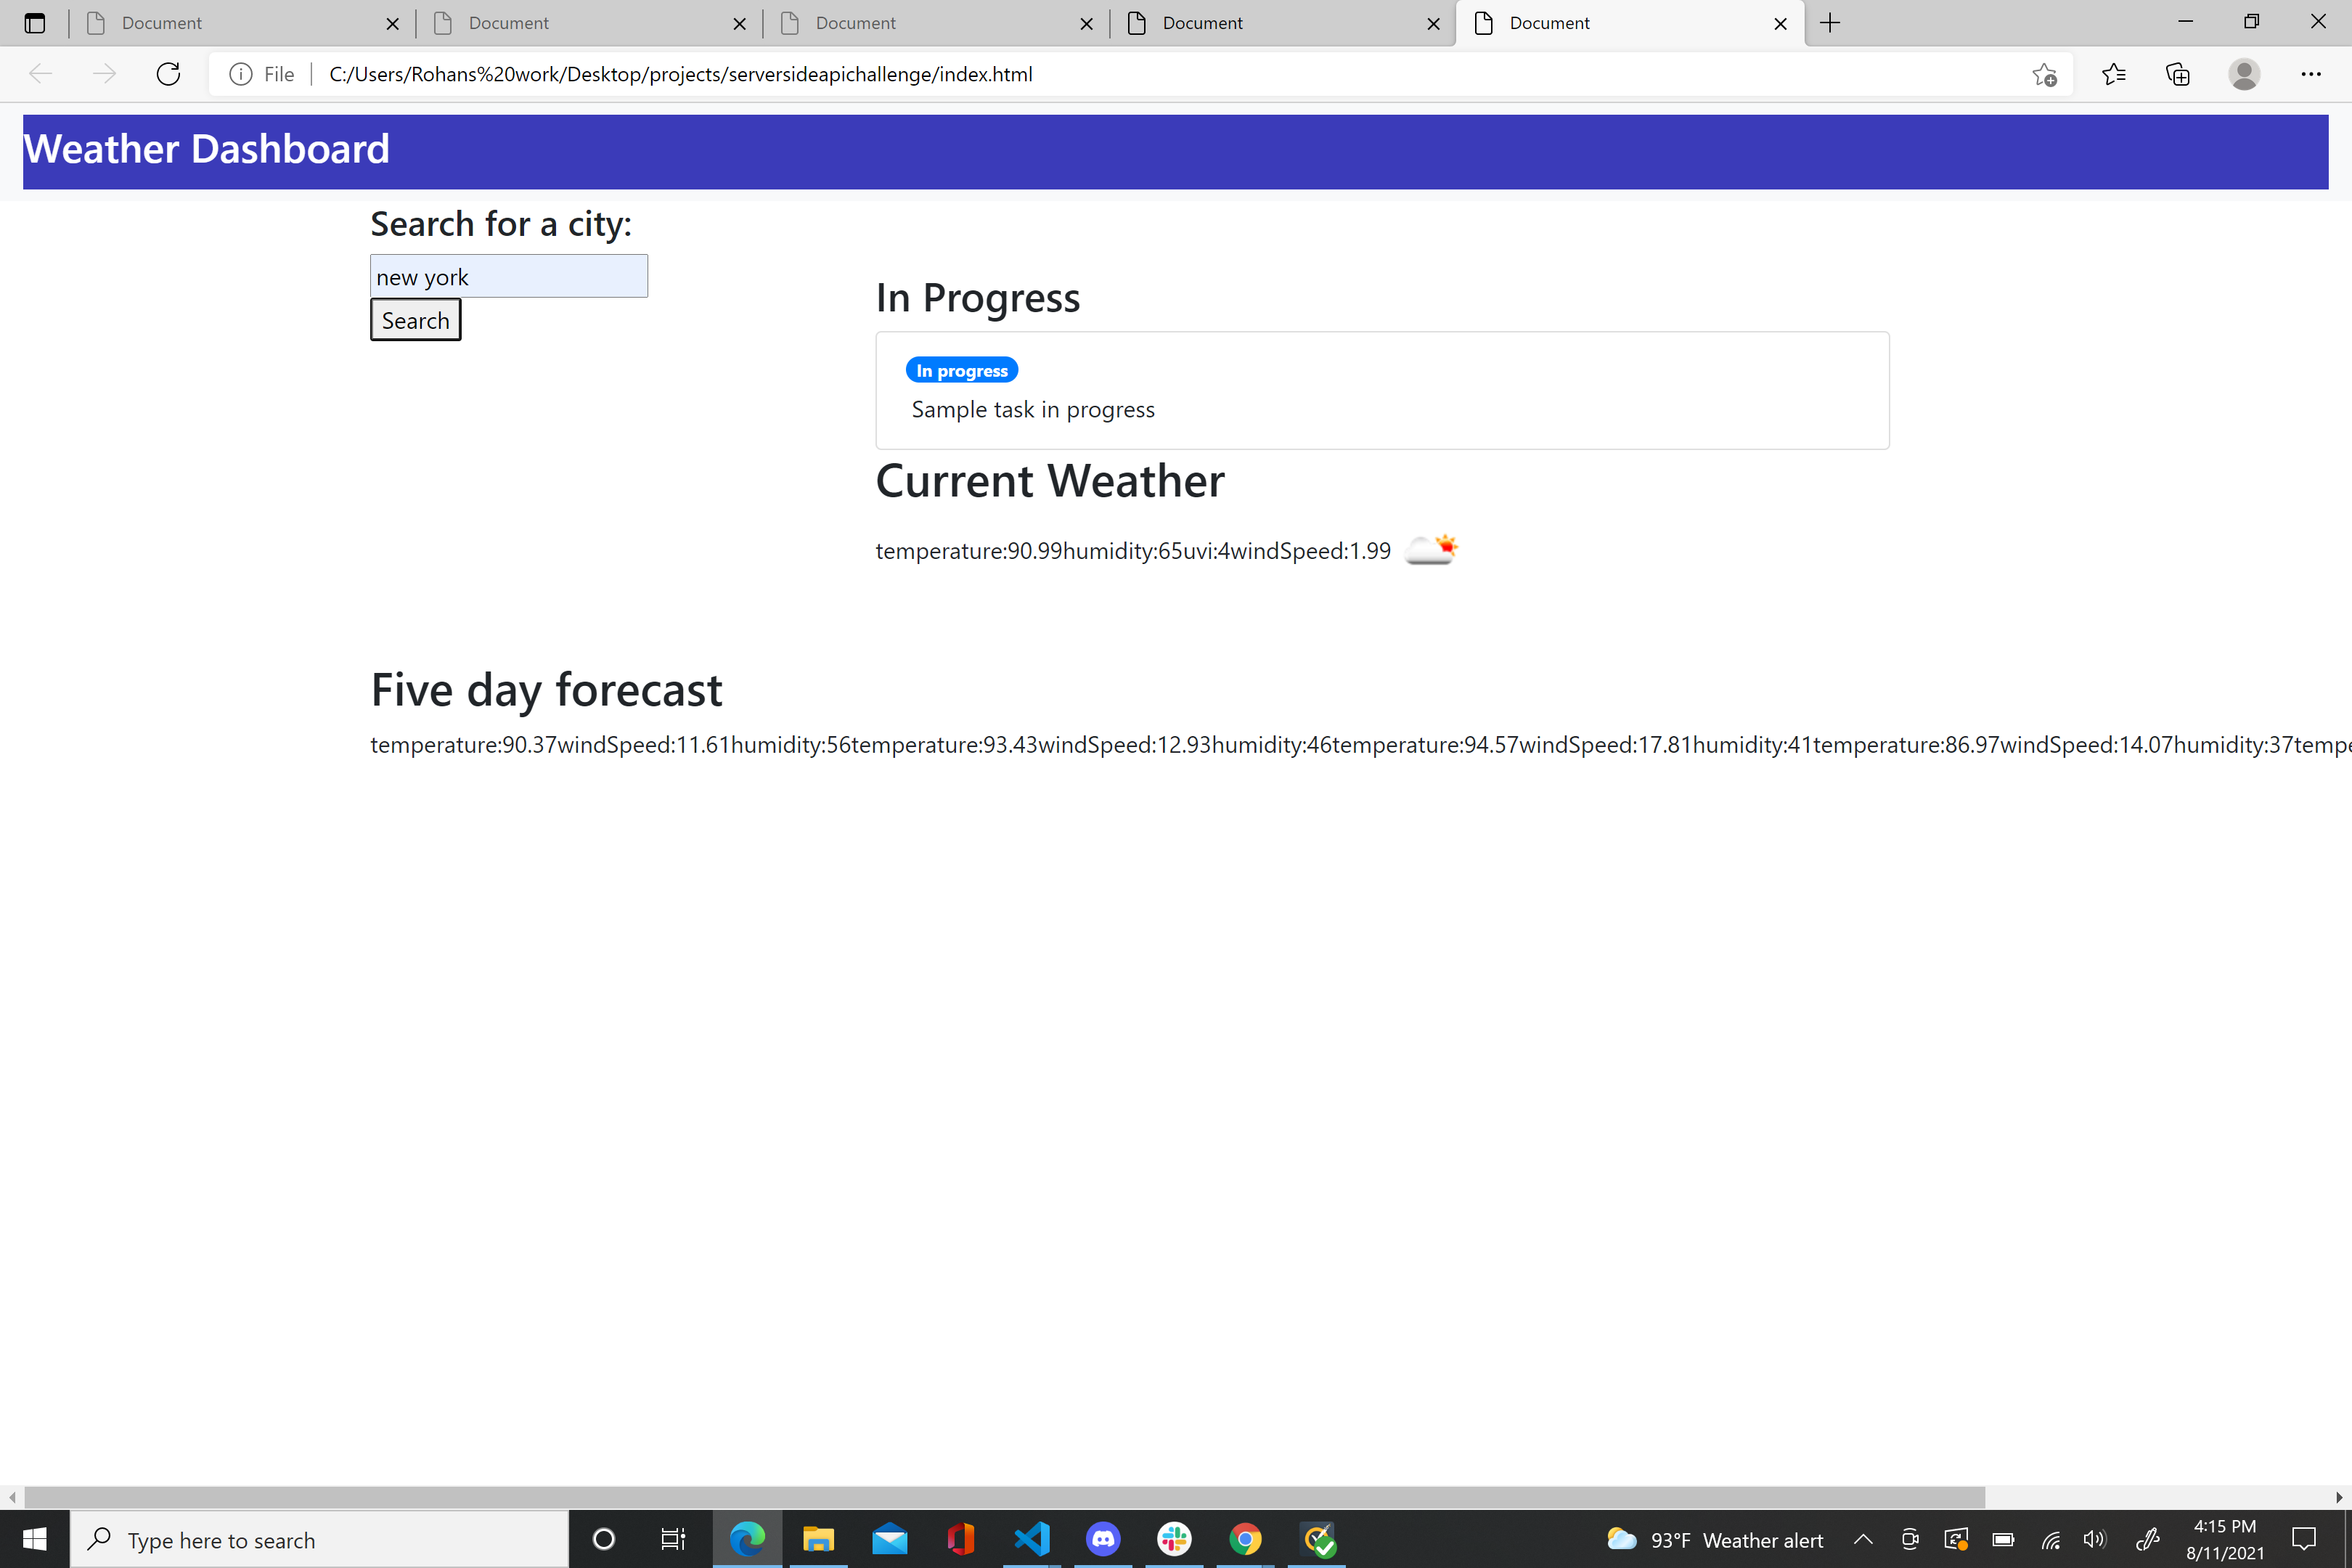 Document
Document
Document
Document
Document
File
C:/Users/Rohans%20work/Desktop/projects/serversideapichallenge/index.html
Weather Dashboard
Search for a city:
new york
Search
In Progress
In progress
Sample task in progress
Current Weather
temperature:90.99humidity:65uvi:4windSpeed:1.99
Five day forecast
temperature:90.37windSpeed:11.61humidity:56temperature:93.43windSpeed:12.93humidity:46temperature:94.57windSpeed:17.81humidity:41temperature:86.97windSpeed:14.07humidity:37tempe
Type here to search
93°F Weather alert
4:15 PM
8/11/2021